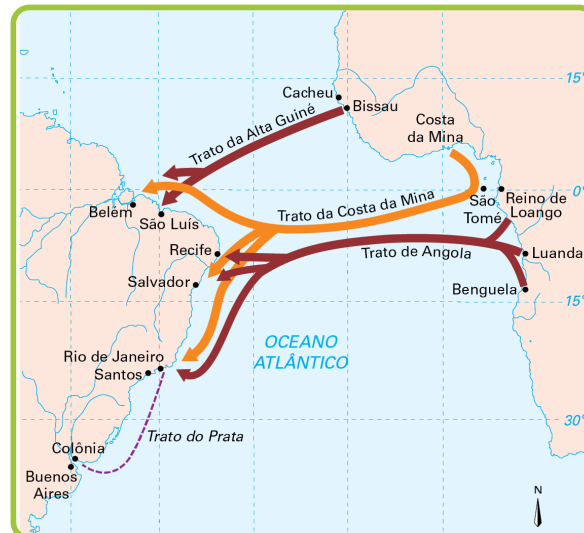 15°
Cacheu
Bissau
Costa
da Mina
Trato da Alta Guiné
0°
Belém
São Luís
Trato da Costa da Mina
São
Tomé
Reino de
Loango
Recife
Trato de Angola
Luanda
Salvador
Benguela
15°
OCEANO
ATLÂNTICO
Rio de Janeiro
Santos
30°
Trato do Prata
Colônia
Buenos
Aires
N